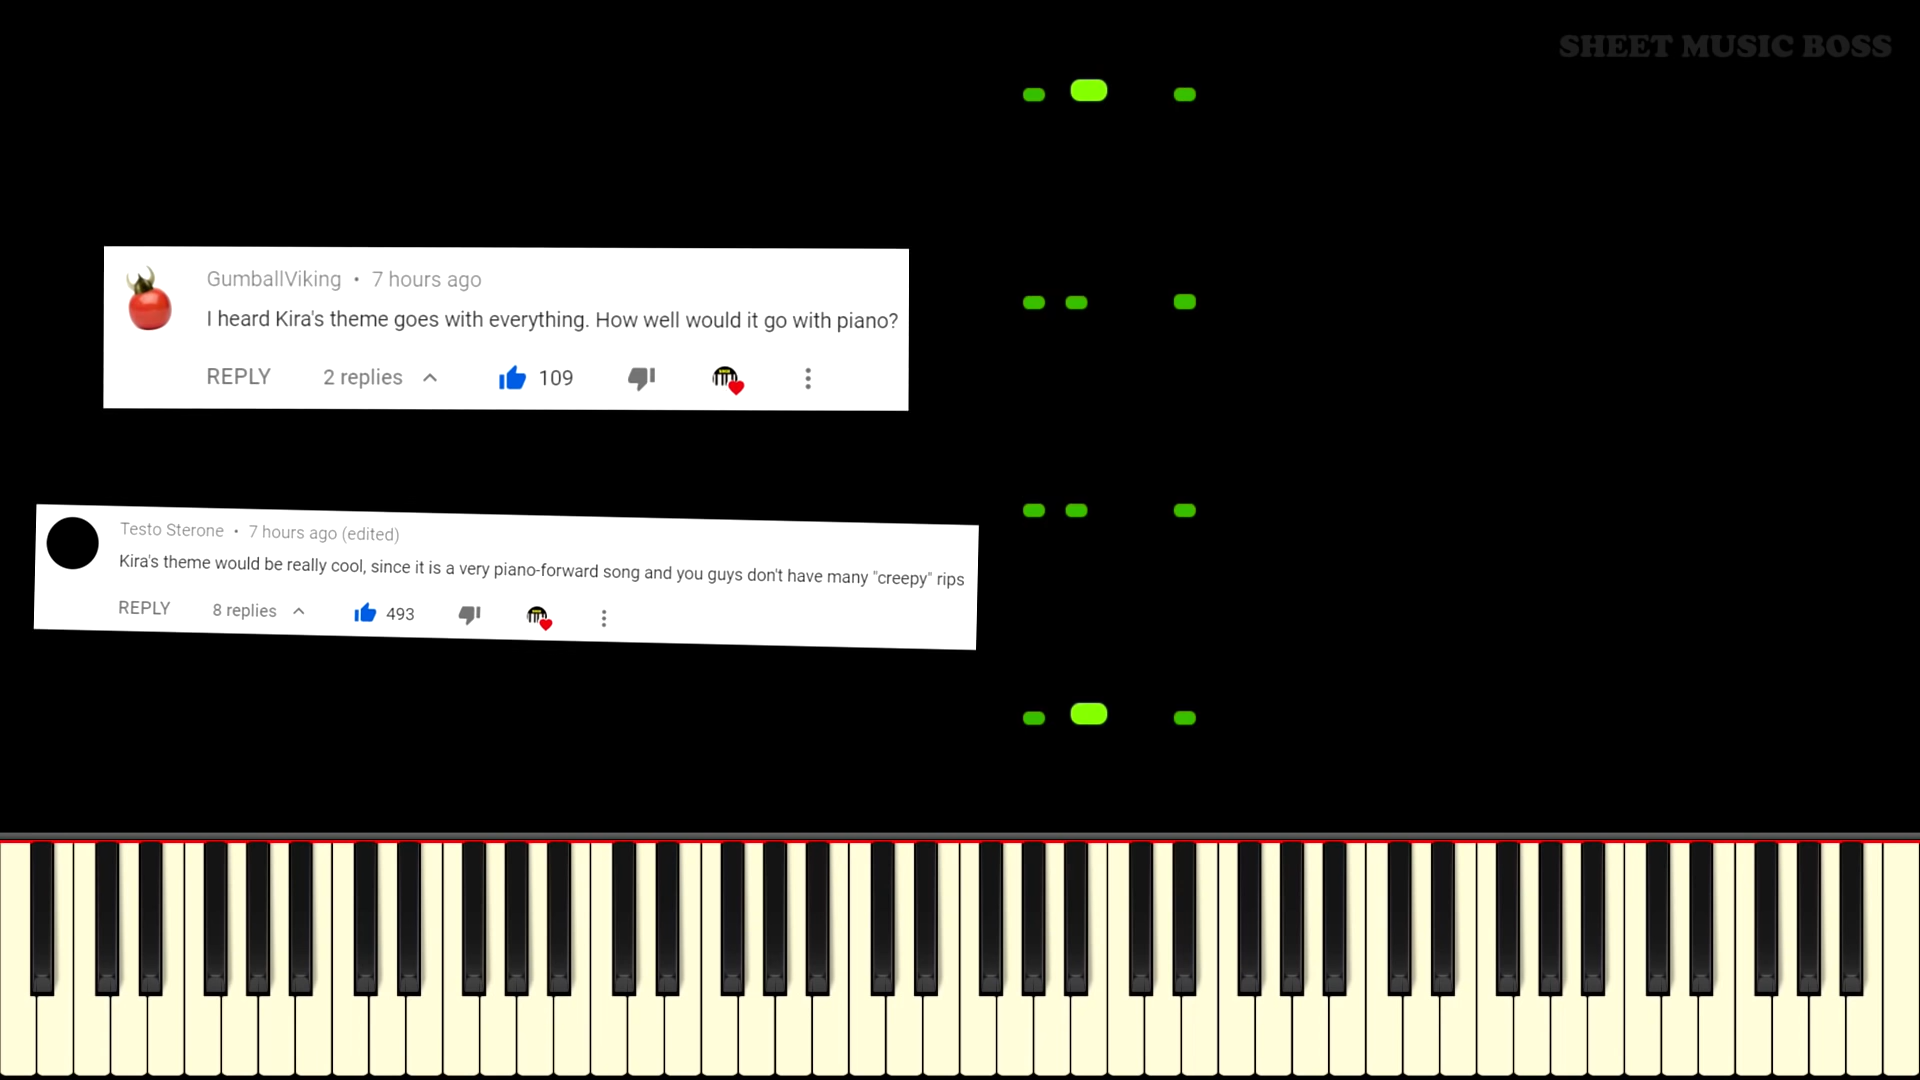 SHEET MUSIC BOSS
GumballViking • 7 hours ago
I heard Kira's theme goes with everything. How well would it go with piano?
REPLY 2 replies 109
Testo Sterone • 7 hours ago (edited)
Kira's theme would be really cool, since it is a very piano-forward song and you guys don't have many "creepy" rips
REPLY 8 replies 493